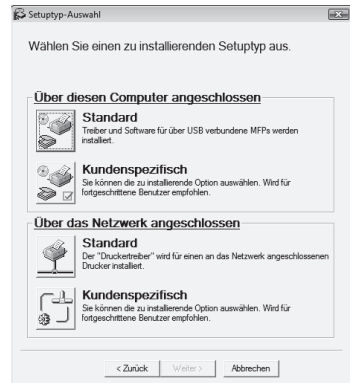 Setuptyp-Auswahl
Wählen Sie einen zu installierenden Setuptyp aus.
Über diesen Computer angeschlossen
Standard
Treiber und Software für über USB verbundene MFPs werden
installiert.
Kundenspezifisch
Sie können die zu installierende Option auswählen. Wird für
fortgeschrittene Benutzer empfohlen.
Über das Netzwerk angeschlossen
Standard
Der "Druckertreiber" wird für einen an das Netzwerk angeschlossenen
Drucker installiert.
Kundenspezifisch
Sie können die zu installierende Option auswählen. Wird für
fortgeschrittene Benutzer empfohlen.
< Zurück Weiter > Abbrechen